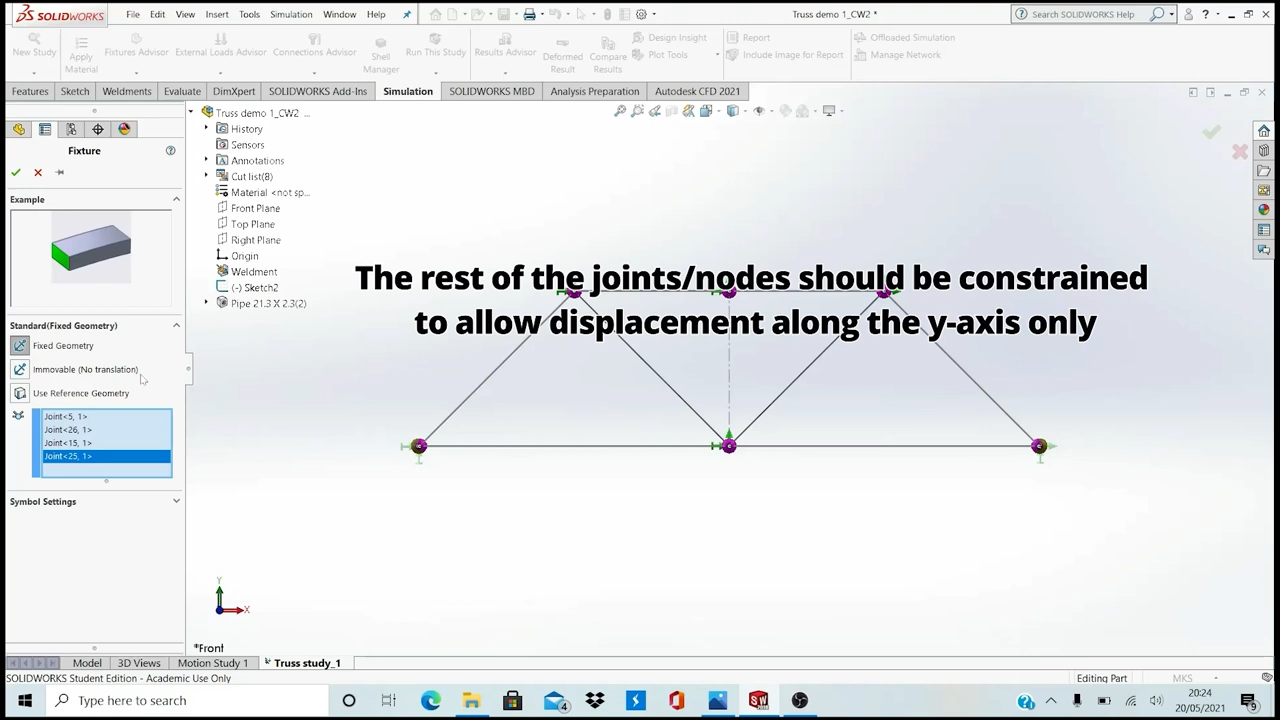 SOLIDWORKS
File
Edit
View
Insert
Tools
Simulation
Window
Help
Truss demo 1_CW2 *
Search SOLIDWORKS Help
?
New Study
Apply
Material
Fixtures Advisor
External Loads Advisor
Connections Advisor
Shell
Manager
Run This Study
Results Advisor
Deformed
Result
Compare
Results
Design Insight
Plot Tools
Report
Include Image for Report
Offloaded Simulation
Manage Network
Features
Sketch
Weldments
Evaluate
DimXpert
SOLIDWORKS Add-Ins
Simulation
SOLIDWORKS MBD
Analysis Preparation
Autodesk CFD 2021
Fixture
Example
Standard(Fixed Geometry)
Fixed Geometry
Immovable (No translation)
Use Reference Geometry
Joint<5, 1>
Joint<26, 1>
Joint<15, 1>
Joint<25, 1>
Symbol Settings
Truss demo 1_CW2 ...
History
Sensors
Annotations
Cut list(8)
Material <not sp...
Front Plane
Top Plane
Right Plane
Origin
Weldment
(-) Sketch2
Pipe 21.3 X 2.3(2)
The rest of the joints/nodes should be constrained
to allow displacement along the y-axis only
Y
X
*Front
Model
3D Views
Motion Study 1
Truss study_1
SOLIDWORKS Student Edition - Academic Use Only
Editing Part
MKS
Type here to search
4
20:24
20/05/2021
9